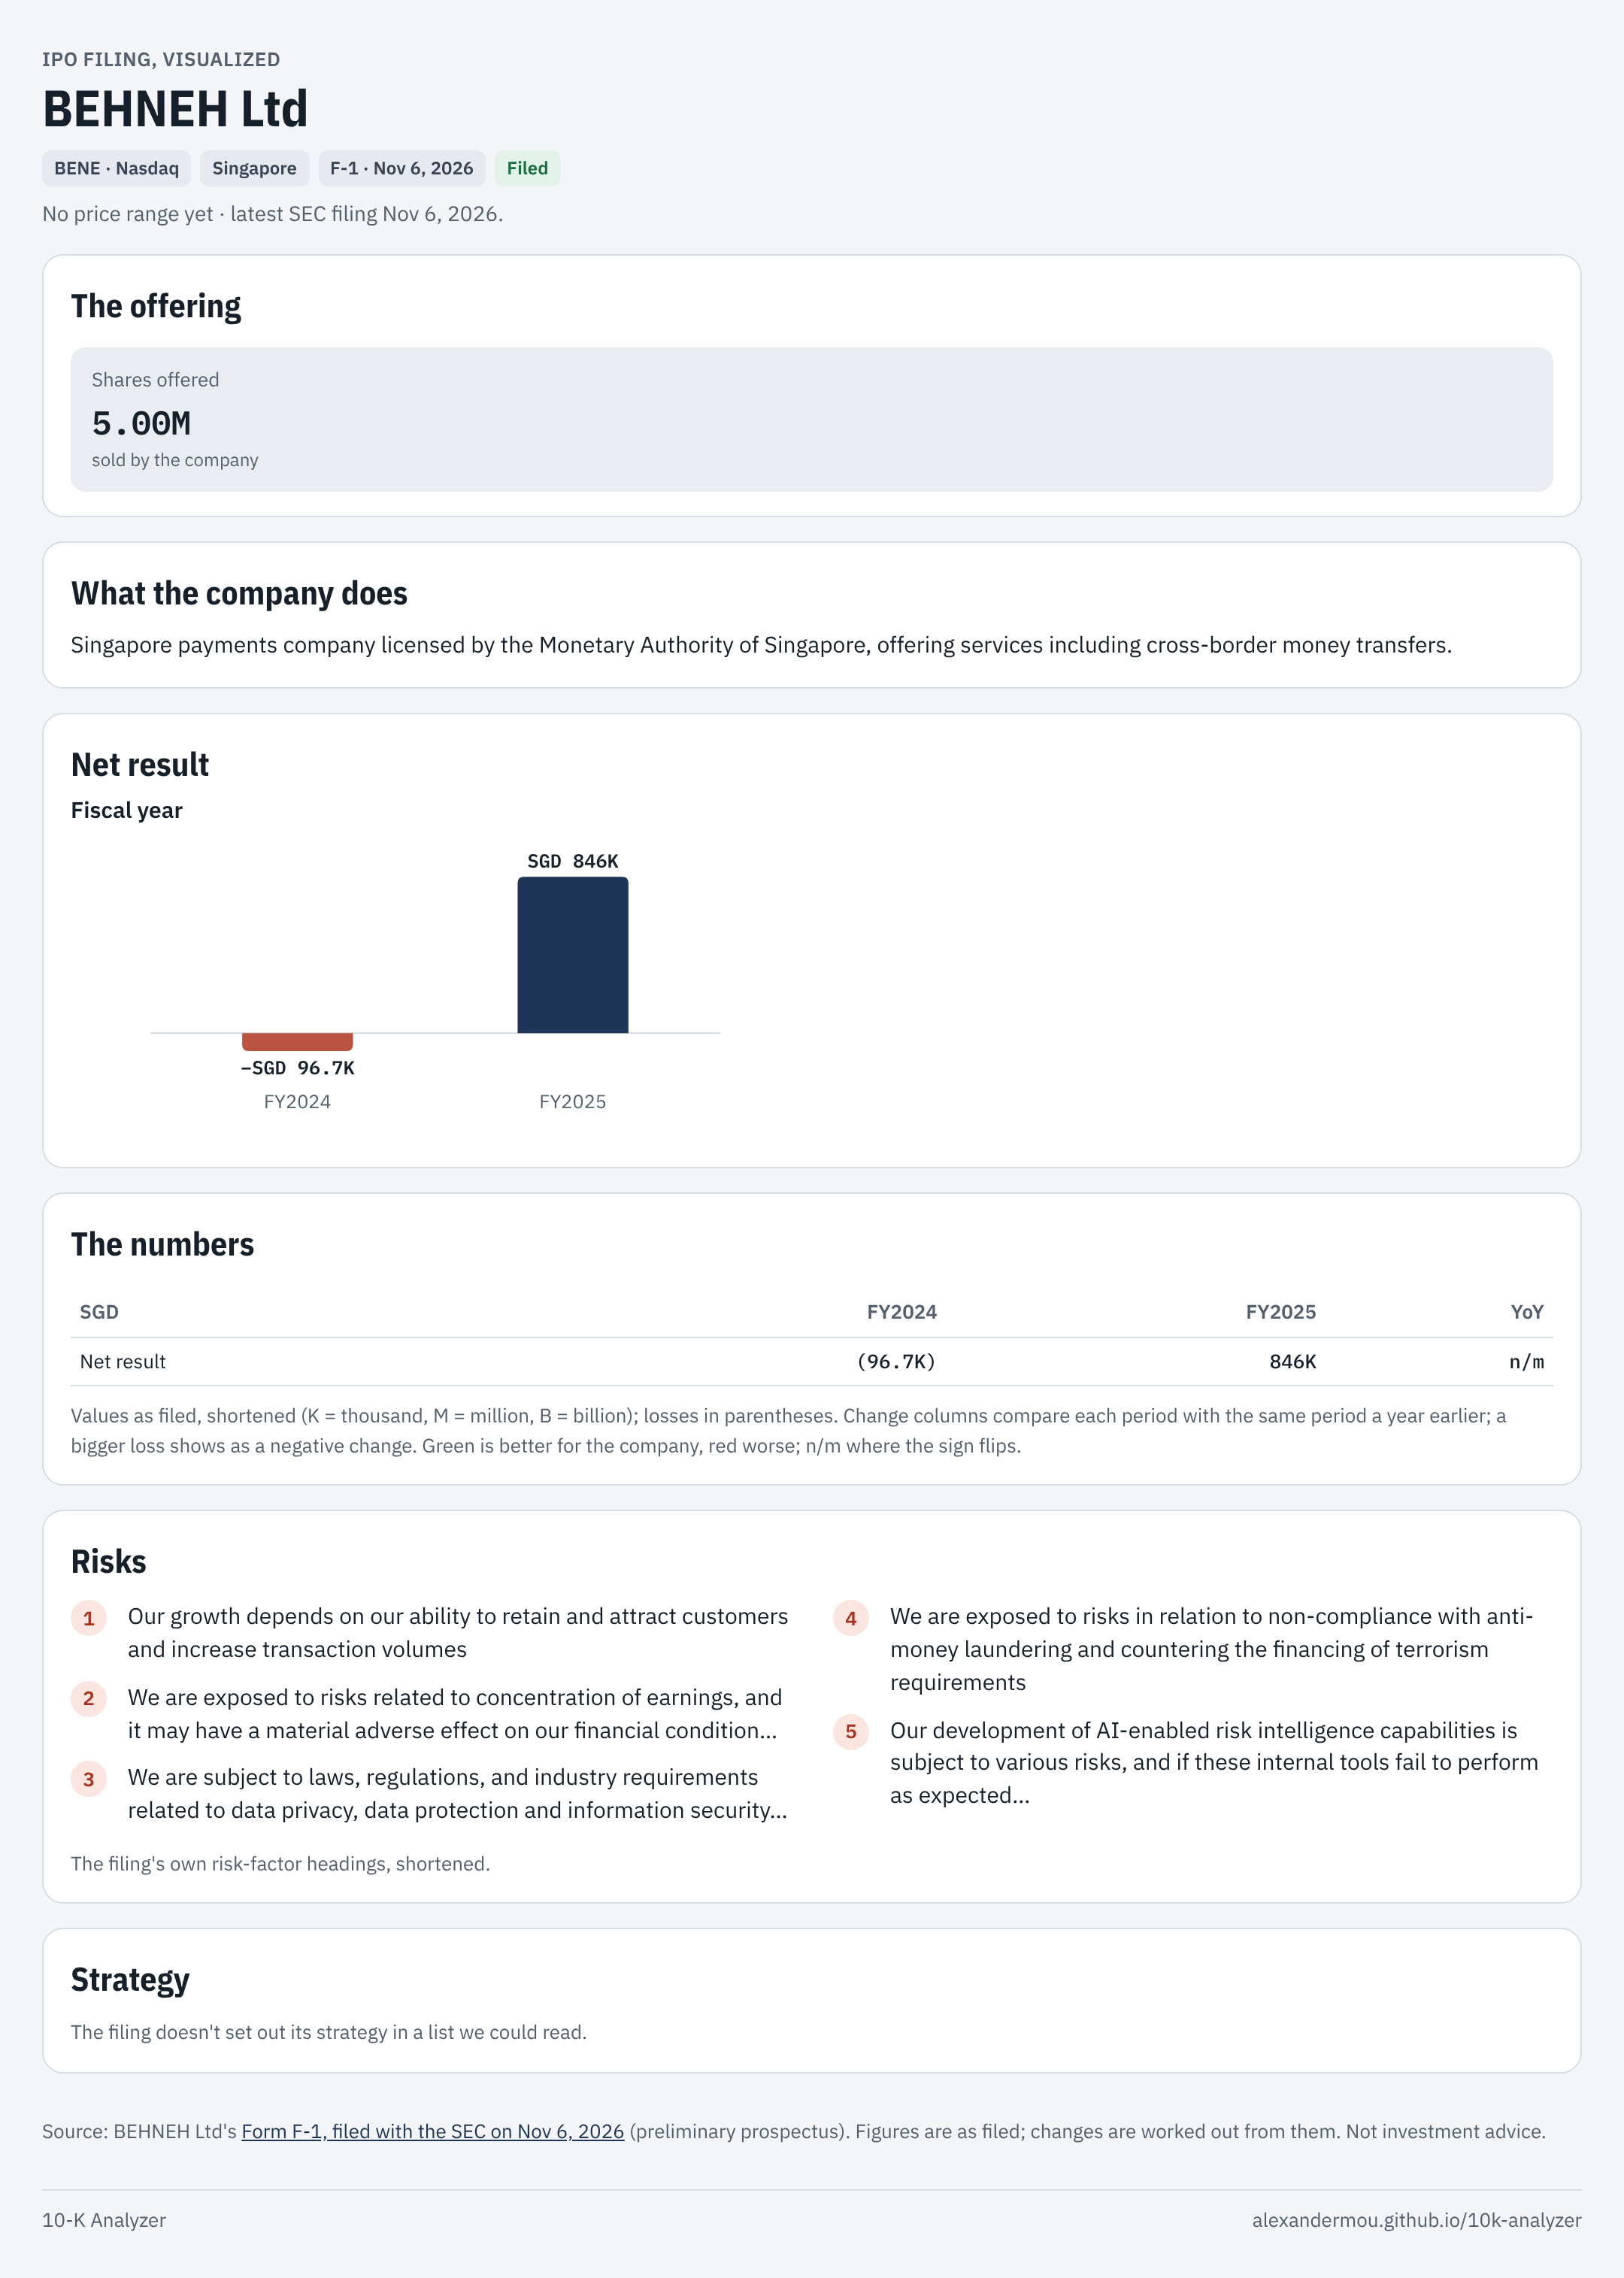 IPO FILING, VISUALIZED
BEHNEH Ltd
BENE · Nasdaq
Singapore
F-1 · Nov 6, 2026
Filed
No price range yet · latest SEC filing Nov 6, 2026.
The offering
Shares offered
5.00M
sold by the company
What the company does
Singapore payments company licensed by the Monetary Authority of Singapore, offering services including cross-border money transfers.
Net result
Fiscal year
SGD 846K
−SGD 96.7K
FY2024
FY2025
The numbers
SGD FY2024 FY2025 YoY
Net result (96.7K) 846K n/m
Values as filed, shortened (K = thousand, M = million, B = billion); losses in parentheses. Change columns compare each period with the same period a year earlier; a
bigger loss shows as a negative change. Green is better for the company, red worse; n/m where the sign flips.
Risks
1 Our growth depends on our ability to retain and attract customers
and increase transaction volumes
2 We are exposed to risks related to concentration of earnings, and
it may have a material adverse effect on our financial condition…
3 We are subject to laws, regulations, and industry requirements
related to data privacy, data protection and information security…
4 We are exposed to risks in relation to non-compliance with anti-
money laundering and countering the financing of terrorism
requirements
5 Our development of AI-enabled risk intelligence capabilities is
subject to various risks, and if these internal tools fail to perform
as expected…
The filing's own risk-factor headings, shortened.
Strategy
The filing doesn't set out its strategy in a list we could read.
Source: BEHNEH Ltd's Form F-1, filed with the SEC on Nov 6, 2026 (preliminary prospectus). Figures are as filed; changes are worked out from them. Not investment advice.
10-K Analyzer
alexandermou.github.io/10k-analyzer